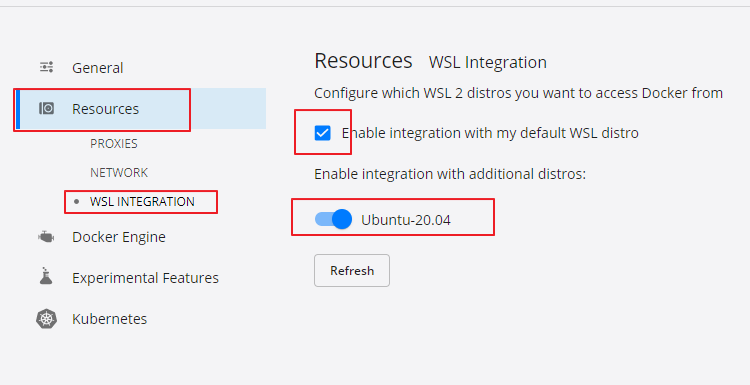 General
Resources
PROXIES
NETWORK
WSL INTEGRATION
Docker Engine
Experimental Features
Kubernetes
Resources WSL Integration
Configure which WSL 2 distros you want to access Docker from
Enable integration with my default WSL distro
Enable integration with additional distros:
Ubuntu-20.04
Refresh